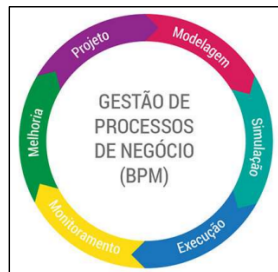 Projeto
Modelagem
Simulação
Execução
Monitoramento
Melhoria
GESTÃO DE
PROCESSOS
DE NEGÓCIO
(BPM)